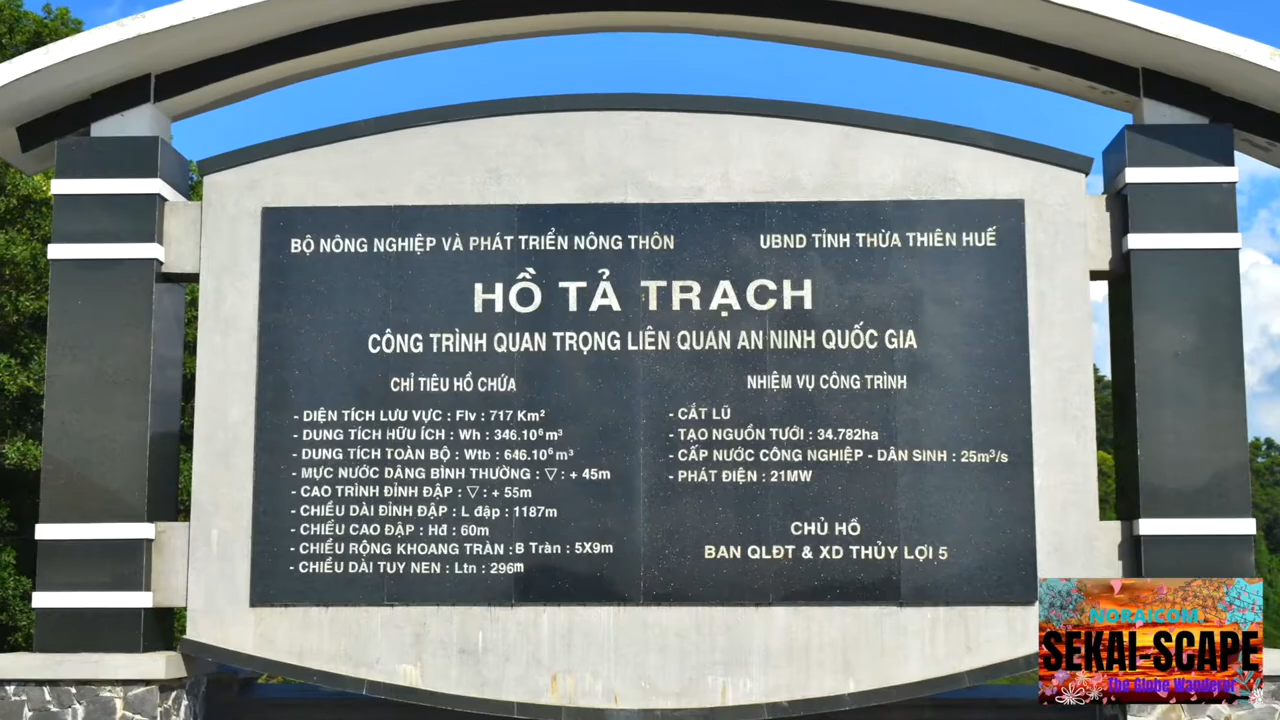 BỘ NÔNG NGHIỆP VÀ PHÁT TRIỂN NÔNG THÔN
UBND TỈNH THỪA THIÊN HUẾ
HỒ TẢ TRẠCH
CÔNG TRÌNH QUAN TRỌNG LIÊN QUAN AN NINH QUỐC GIA
CHỈ TIÊU HỒ CHỨA
- DIỆN TÍCH LƯU VỰC : Flv : 717 Km²
- DUNG TÍCH HỮU ÍCH : Wh : 346.10⁶m³
- DUNG TÍCH TOÀN BỘ : Wtb : 646.10⁶m³
- MỰC NƯỚC DÂNG BÌNH THƯỜNG : ▽ : + 45m
- CAO TRÌNH ĐỈNH ĐẬP : ▽ : + 55m
- CHIỀU DÀI ĐỈNH ĐẬP : L đập : 1187m
- CHIỀU CAO ĐẬP : Hđ : 60m
- CHIỀU RỘNG KHOANG TRÀN : B Tràn : 5X9m
- CHIỀU DÀI TUY NEN : Ltn : 296m
NHIỆM VỤ CÔNG TRÌNH
- CẮT LŨ
- TẠO NGUỒN TƯỚI : 34.782ha
- CẤP NƯỚC CÔNG NGHIỆP - DÂN SINH : 25m³/s
- PHÁT ĐIỆN : 21MW
CHỦ HỒ
BAN QLĐT & XD THỦY LỢI 5
NORAICOM
SEKAI-SCAPE
The Globe Wanderer